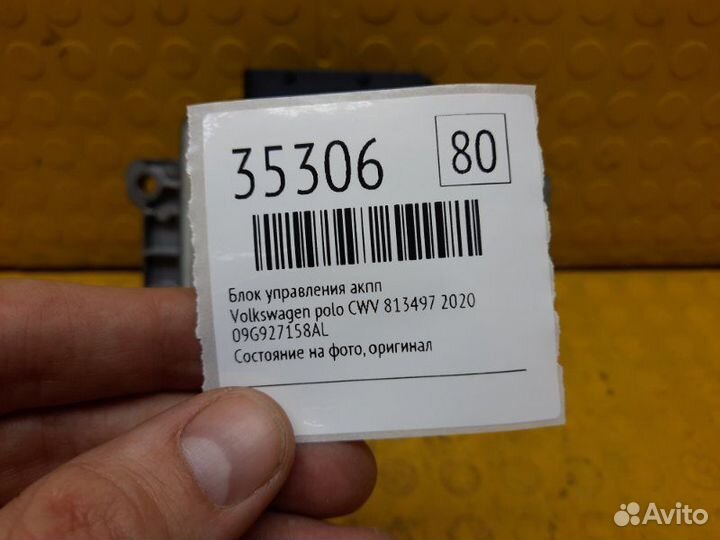 35306
80
Блок управления акпп
Volkswagen polo CWV 813497 2020
09G927158AL
Состояние на фото, оригинал
Avito